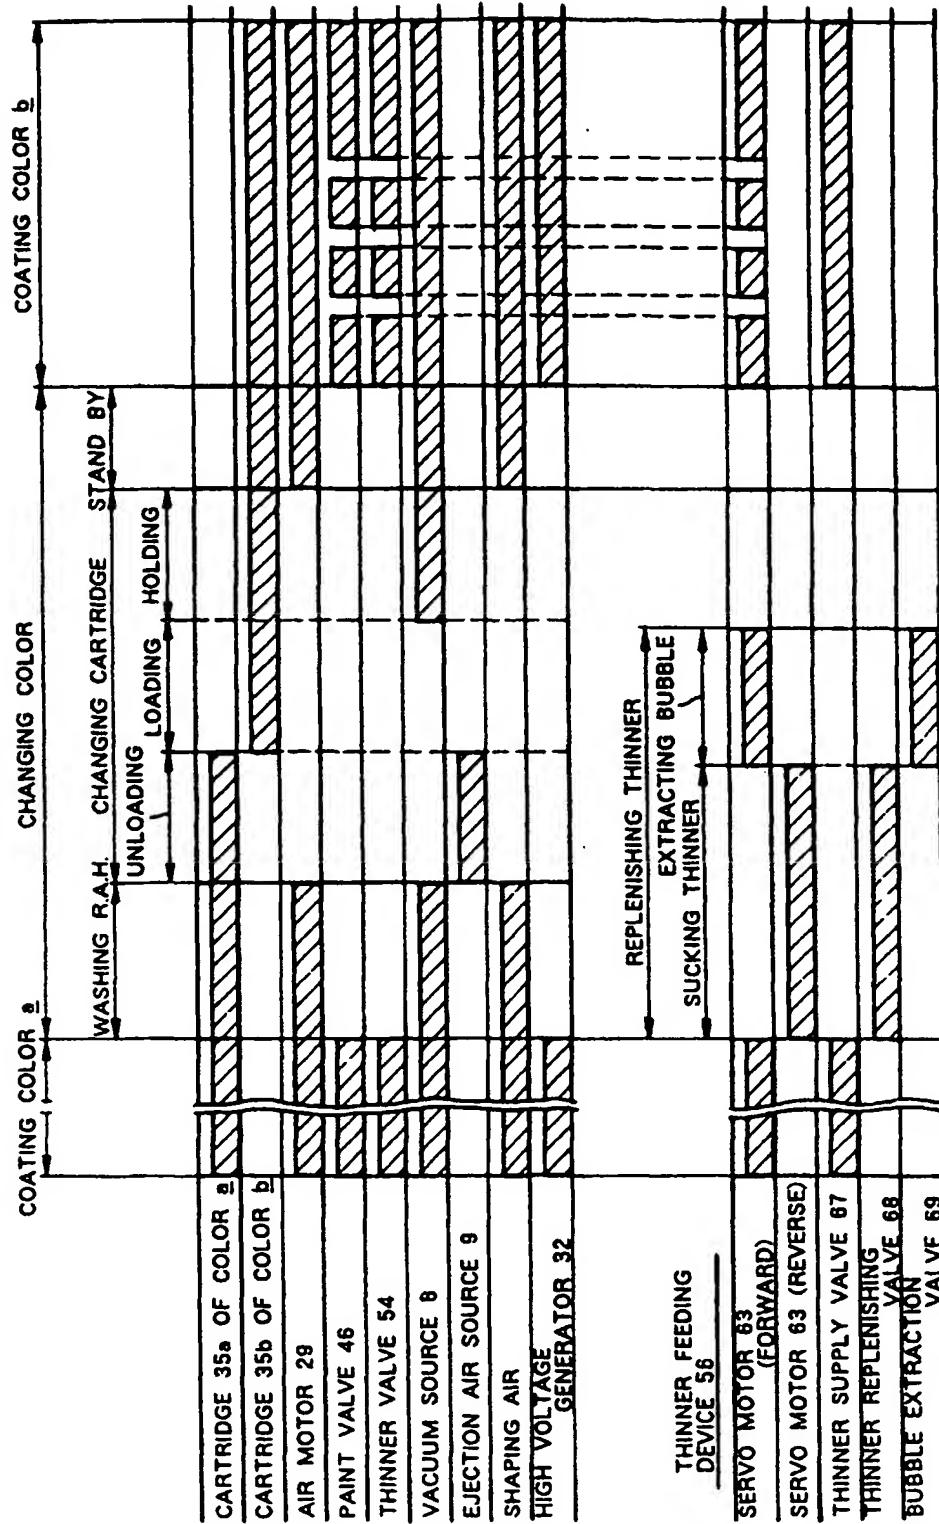 COATING COLOR a
CHANGING COLOR
COATING COLOR b
WASHING R.A.H.
CHANGING CARTRIDGE
STAND BY
UNLOADING
LOADING
HOLDING
CARTRIDGE 35a OF COLOR a
CARTRIDGE 35b OF COLOR b
AIR MOTOR 29
PAINT VALVE 46
THINNER VALVE 54
VACUUM SOURCE 8
EJECTION AIR SOURCE 9
SHAPING AIR
HIGH VOLTAGE
GENERATOR 32
REPLENISHING THINNER
EXTRACTING BUBBLE
SUCKING THINNER
THINNER FEEDING
DEVICE 56
SERVO MOTOR 63
(FORWARD)
SERVO MOTOR 63 (REVERSE)
THINNER SUPPLY VALVE 67
THINNER REPLENISHING
VALVE 68
BUBBLE EXTRACTION
VALVE 69